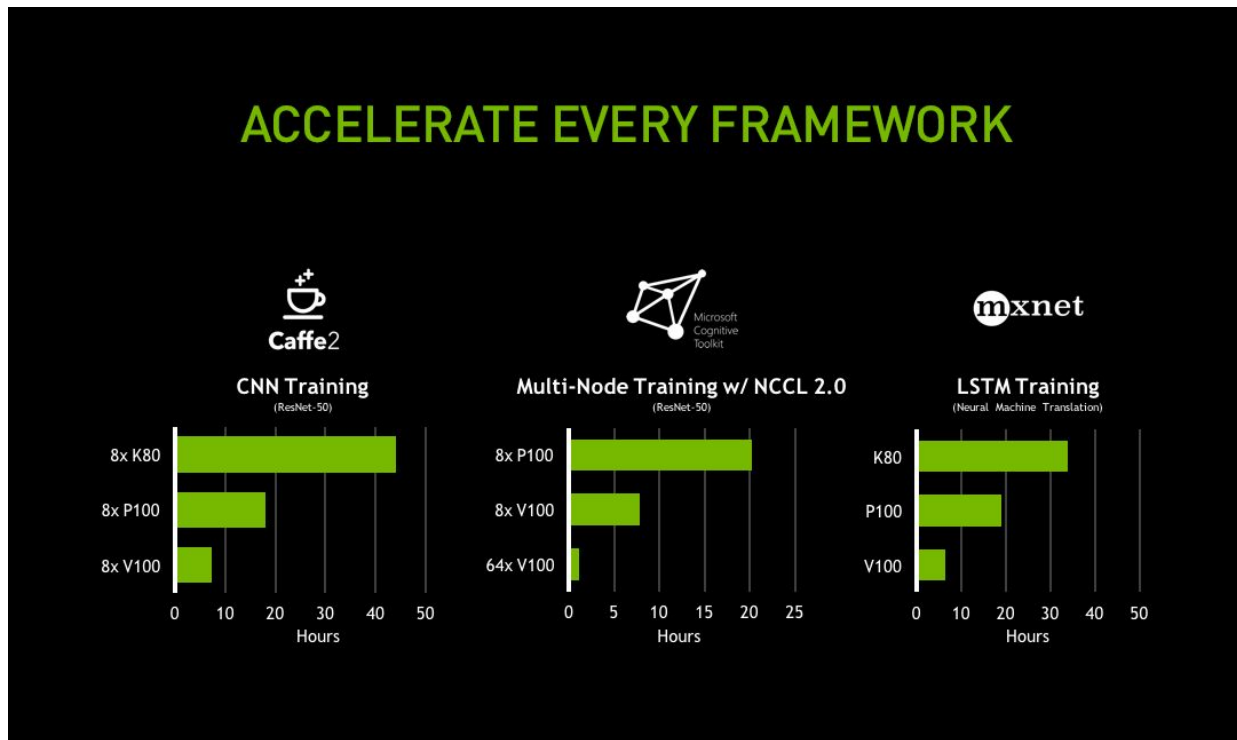 ACCELERATE EVERY FRAMEWORK
Caffe2
CNN Training
(ResNet-50)
8x K80
8x P100
8x V100
0 10 20 30 40 50
Hours
Microsoft
Cognitive
Toolkit
Multi-Node Training w/ NCCL 2.0
(ResNet-50)
8x P100
8x V100
64x V100
0 5 10 15 20 25
Hours
mxnet
LSTM Training
(Neural Machine Translation)
K80
P100
V100
0 10 20 30 40 50
Hours